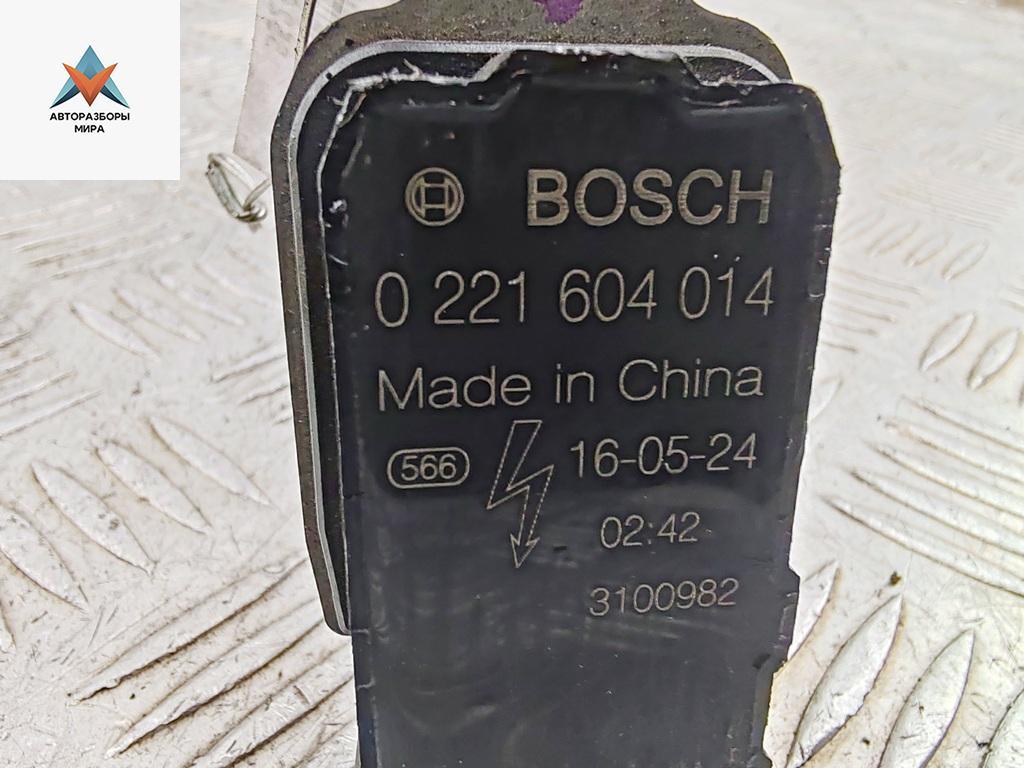 АВТОРАЗБОРЫ
МИРА
BOSCH
0 221 604 014
Made in China
566 16-05-24
02:42
3100982